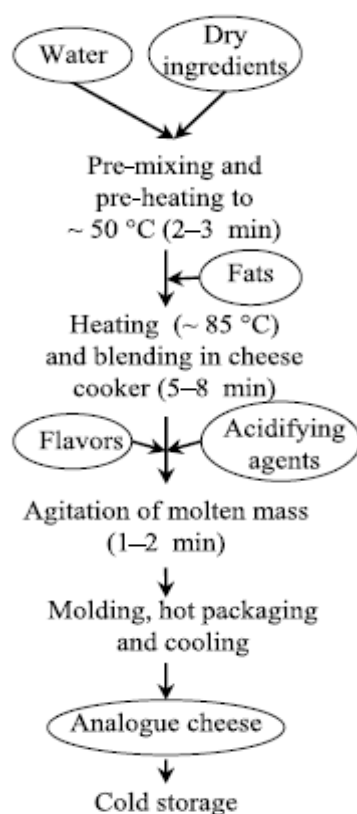 Water
Dry
ingredients
Pre-mixing and
pre-heating to
~ 50 °C (2–3 min)
Fats
Heating (~ 85 °C)
and blending in cheese
cooker (5–8 min)
Flavors
Acidifying
agents
Agitation of molten mass
(1–2 min)
Molding, hot packaging
and cooling
Analogue cheese
Cold storage